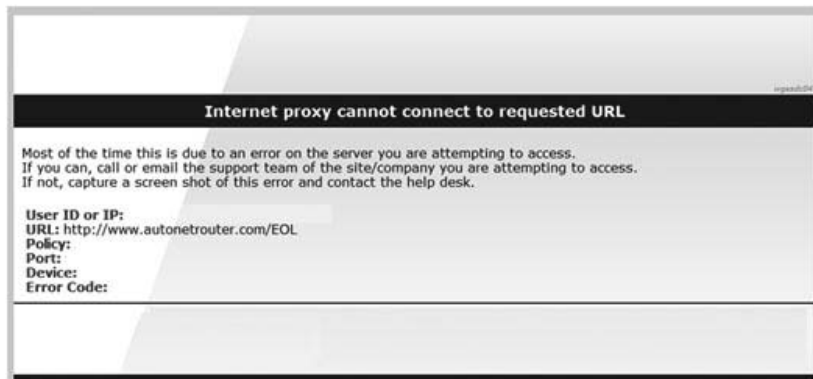 Internet proxy cannot connect to requested URL
Most of the time this is due to an error on the server you are attempting to access.
If you can, call or email the support team of the site/company you are attempting to access.
If not, capture a screen shot of this error and contact the help desk.
User ID or IP:
URL: http://www.autonetrouter.com/EOL
Policy:
Port:
Device:
Error Code: